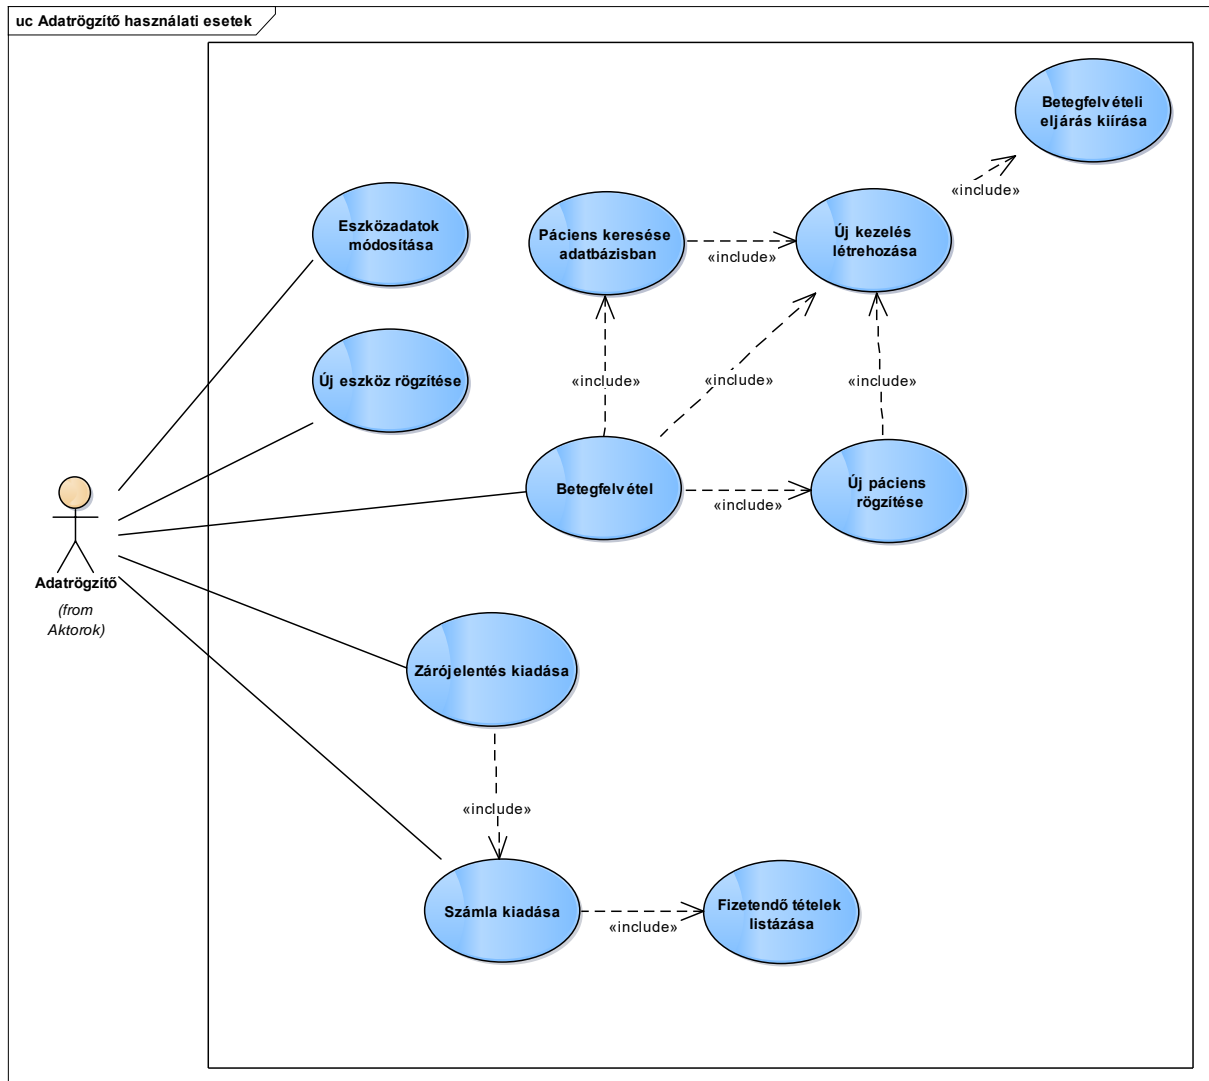 uc Adatrögzítő használati esetek
Betegfelvételi
eljárás kiírása
«include»
Eszközadatok
módosítása
Páciens keresése
adatbázisban
«include»
Új kezelés
létrehozása
Új eszköz rögzítése
«include»
«include»
«include»
Betegfelvétel
«include»
Új páciens
rögzítése
Adatrögzítő
(from
Aktorok)
Zárójelentés kiadása
«include»
Számla kiadása
«include»
Fizetendő tételek
listázása